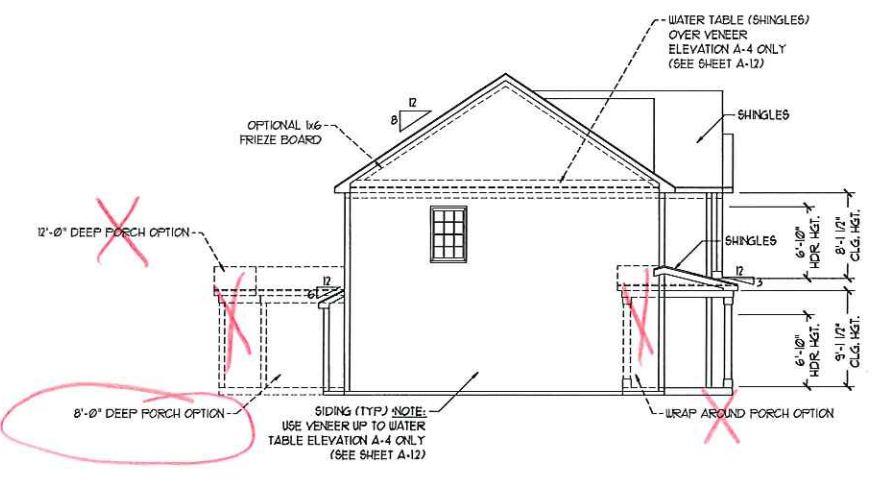 WATER TABLE (SHINGLES)
OVER VENEER
ELEVATION A-4 ONLY
(SEE SHEET A-12)
12
8
SHINGLES
OPTIONAL 1x6
FRIEZE BOARD
12'-0" DEEP PORCH OPTION
6'-10"
HDR. HGT.
8'-1 1/2"
CLG. HGT.
SHINGLES
12
6
12
3
6'-10"
HDR. HGT.
9'-1 1/2"
CLG. HGT.
8'-0" DEEP PORCH OPTION
SIDING (TYP.) NOTE:
USE VENEER UP TO WATER
TABLE ELEVATION A-4 ONLY
(SEE SHEET A-12)
WRAP AROUND PORCH OPTION